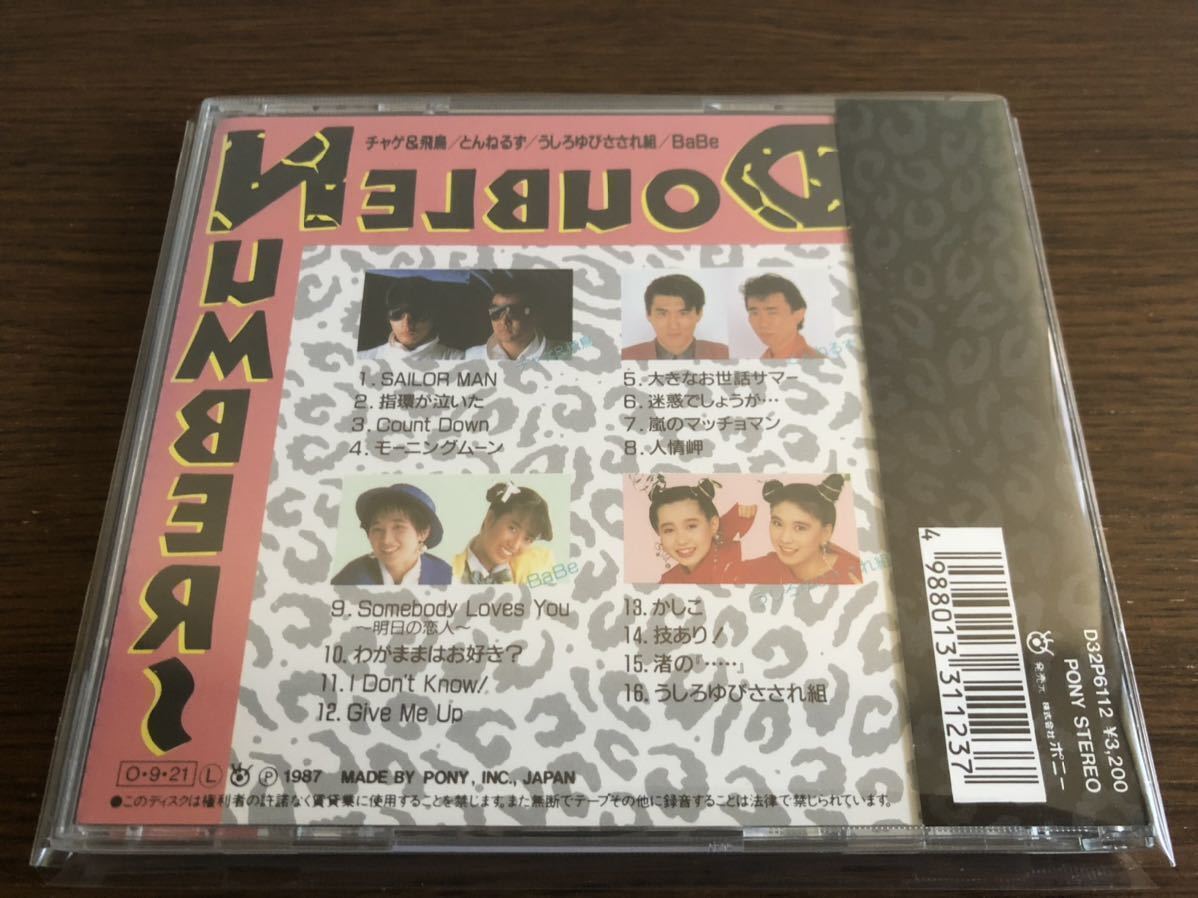 チャゲ&飛鳥/とんねるず/うしろゆびさされ組/BaBe
DOUBLE
NUMBER 1
1. SAILOR MAN
2. 指環が泣いた
3. Count Down
4. モーニングムーン
5. 大きなお世話サマー
6. 迷惑でしょうが…
7. 嵐のマッチョマン
8. 人情岬
BaBe
9. Somebody Loves You
〜明日の恋人〜
10. わがままはお好き?
11. I Don't Know!
12. Give Me Up
13. かしこ
14. 技あり!
15. 渚の『……』
16. うしろゆびさされ組
O・9・21 L Ⓟ 1987 MADE BY PONY, INC., JAPAN
●このディスクは権利者の許諾なく賃貸業に使用することを禁じます。また無断でテープその他に録音することは法律で禁じられています。
4 988013 311237
D32P6112 ¥3,200
PONY STEREO
発売元 株式会社 ポニー